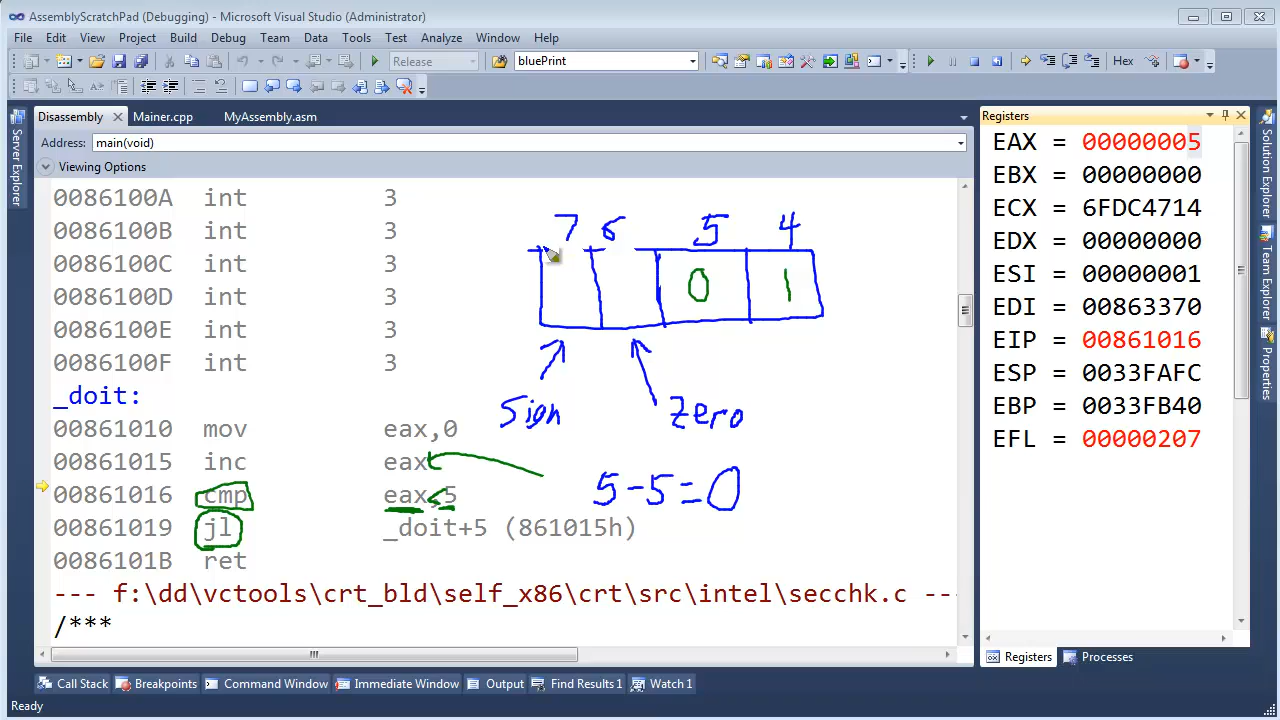 AssemblyScratchPad (Debugging) - Microsoft Visual Studio (Administrator)
File Edit View Project Build Debug Team Data Tools Test Analyze Window Help
Release bluePrint Hex
Disassembly Mainer.cpp MyAssembly.asm
Address: main(void)
Viewing Options
0086100A int 3
0086100B int 3
0086100C int 3
0086100D int 3
0086100E int 3
0086100F int 3
_doit:
00861010 mov eax,0
00861015 inc eax
00861016 cmp eax,5
00861019 jl _doit+5 (861015h)
0086101B ret
--- f:\dd\vctools\crt_bld\self_x86\crt\src\intel\secchk.c --
/***
7 6 5 4
0 1
Sign Zero
5-5=0
<
Registers
EAX = 00000005
EBX = 00000000
ECX = 6FDC4714
EDX = 00000000
ESI = 00000001
EDI = 00863370
EIP = 00861016
ESP = 0033FAFC
EBP = 0033FB40
EFL = 00000207
Registers Processes
Server Explorer
Solution Explorer
Properties
Call Stack Breakpoints Command Window Immediate Window Output Find Results 1 Watch 1
Ready